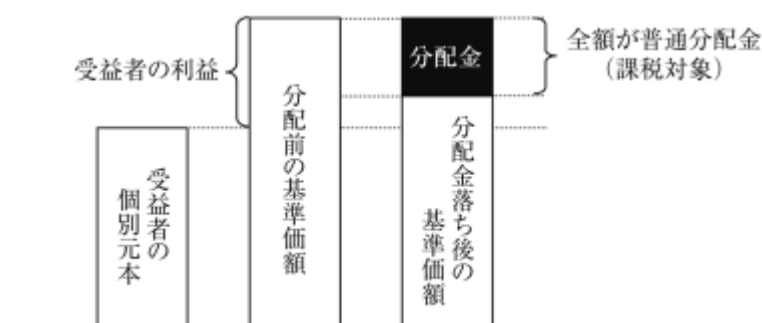 受益者の利益
受益者の
個別元本
分配前の基準価額
分配金
分配金落ち後の
基準価額
全額が普通分配金
（課税対象）